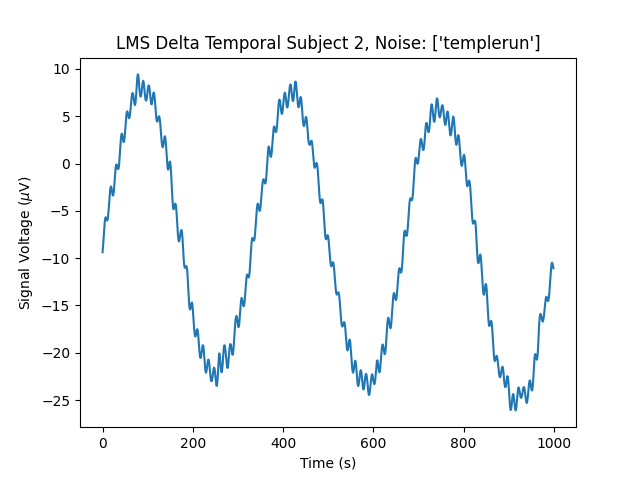 LMS Delta Temporal Subject 2, Noise: ['templerun']
10
5
0
−5
−10
−15
−20
−25
Signal Voltage (μV)
0 200 400 600 800 1000
Time (s)